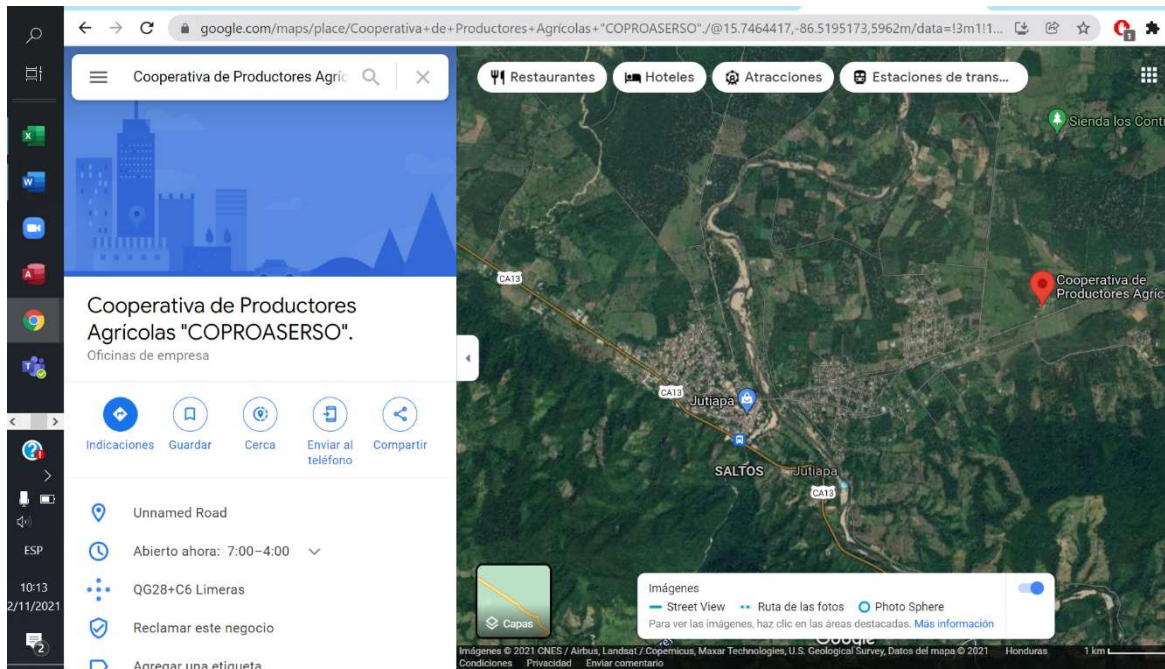 google.com/maps/place/Cooperativa+de+Productores+Agrícolas+"COPROASERSO"./@15.7464417,-86.5195173,5962m/data=!3m1!1...
1
Cooperativa de Productores Agríc
Restaurantes
Hoteles
Atracciones
Estaciones de trans...
Sienda los Cont
Cooperativa de
Productores Agríc
CA13
CA13
Jutiapa
SALTOS
Jutiapa
CA13
Cooperativa de Productores
Agrícolas "COPROASERSO".
Oficinas de empresa
Indicaciones
Guardar
Cerca
Enviar al
teléfono
Compartir
Unnamed Road
Abierto ahora: 7:00–4:00
QG28+C6 Limeras
Reclamar este negocio
Agregar una etiqueta
ESP
10:13
2/11/2021
2
Capas
Imágenes
Street View
Ruta de las fotos
Photo Sphere
Para ver las imágenes, haz clic en las áreas destacadas. Más información
Google
Imágenes © 2021 CNES / Airbus, Landsat / Copernicus, Maxar Technologies, U.S. Geological Survey, Datos del mapa © 2021
Honduras
1 km
Condiciones
Privacidad
Enviar comentario